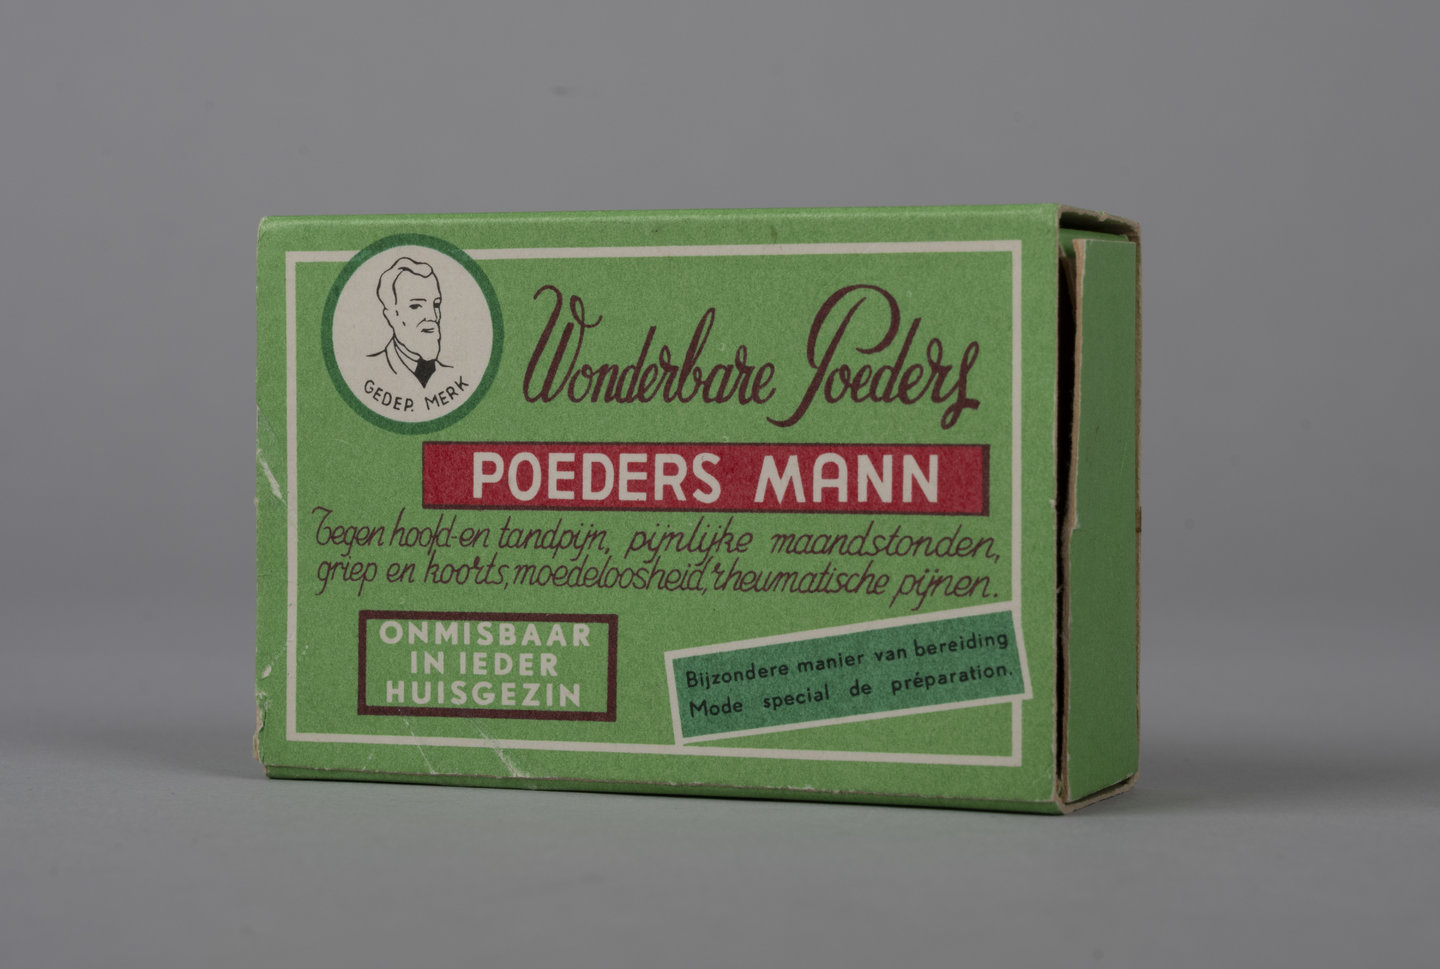 GEDEP. MERK
Wonderbare Poeders
POEDERS MANN
Tegen hoofd-en tandpijn, pijnlijke maandstonden,
griep en koorts, moedeloosheid, rheumatische pijnen.
ONMISBAAR
IN IEDER
HUISGEZIN
Bijzondere manier van bereiding
Mode special de préparation.